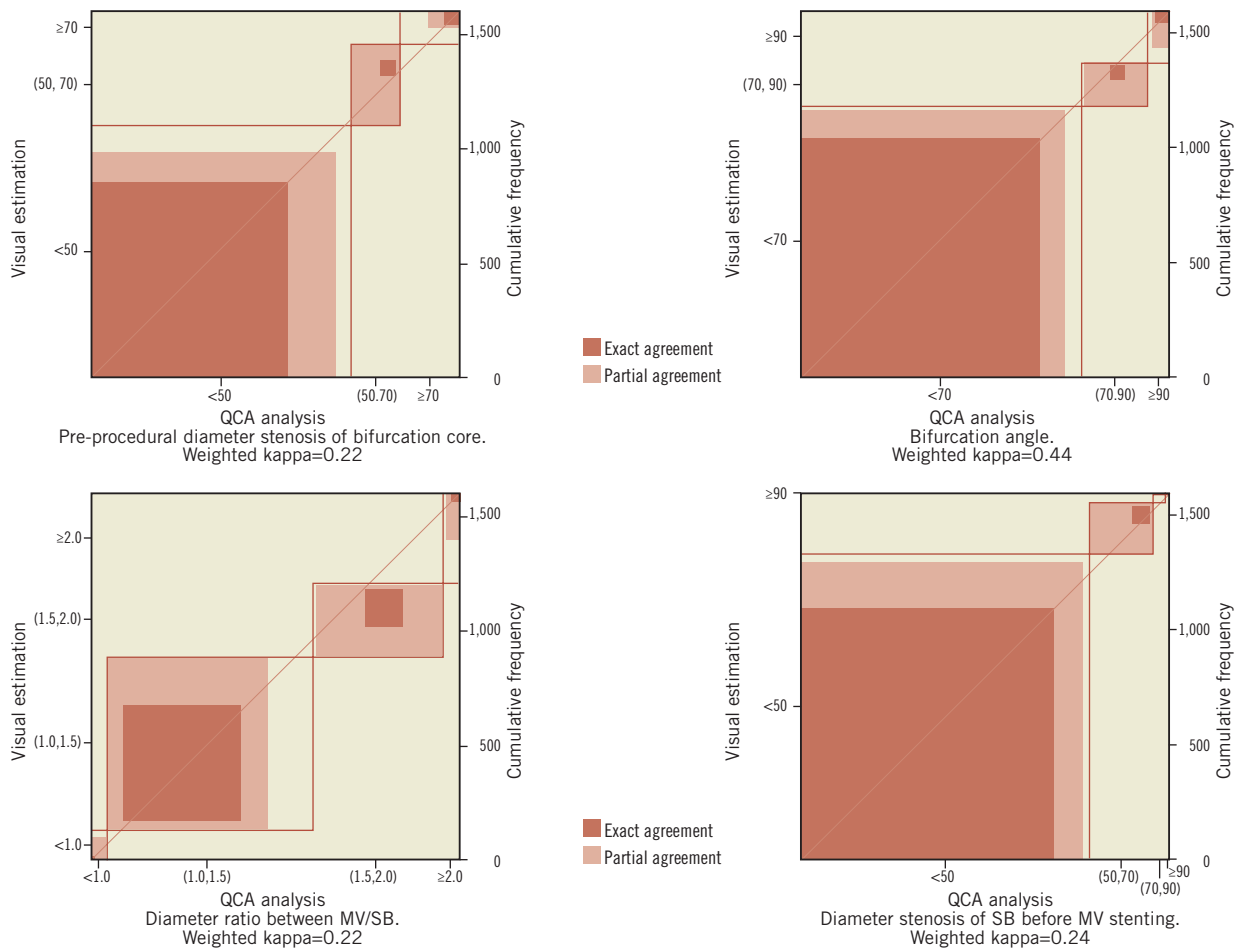 ≥70
(50, 70)
<50
Visual estimation
1,500
1,000
500
0
Cumulative frequency
<50
(50.70)
≥70
QCA analysis
Pre-procedural diameter stenosis of bifurcation core.
Weighted kappa=0.22
Exact agreement
Partial agreement
≥90
(70, 90)
<70
Visual estimation
1,500
1,000
500
0
Cumulative frequency
<70
(70.90)
≥90
QCA analysis
Bifurcation angle.
Weighted kappa=0.44
≥2.0
(1.5,2.0)
(1.0,1.5)
<1.0
Visual estimation
1,500
1,000
500
0
Cumulative frequency
<1.0
(1.0,1.5)
(1.5,2.0)
≥2.0
QCA analysis
Diameter ratio between MV/SB.
Weighted kappa=0.22
Exact agreement
Partial agreement
≥90
<50
Visual estimation
1,500
1,000
500
0
Cumulative frequency
<50
(50,70)
(70,90)
≥90
QCA analysis
Diameter stenosis of SB before MV stenting.
Weighted kappa=0.24